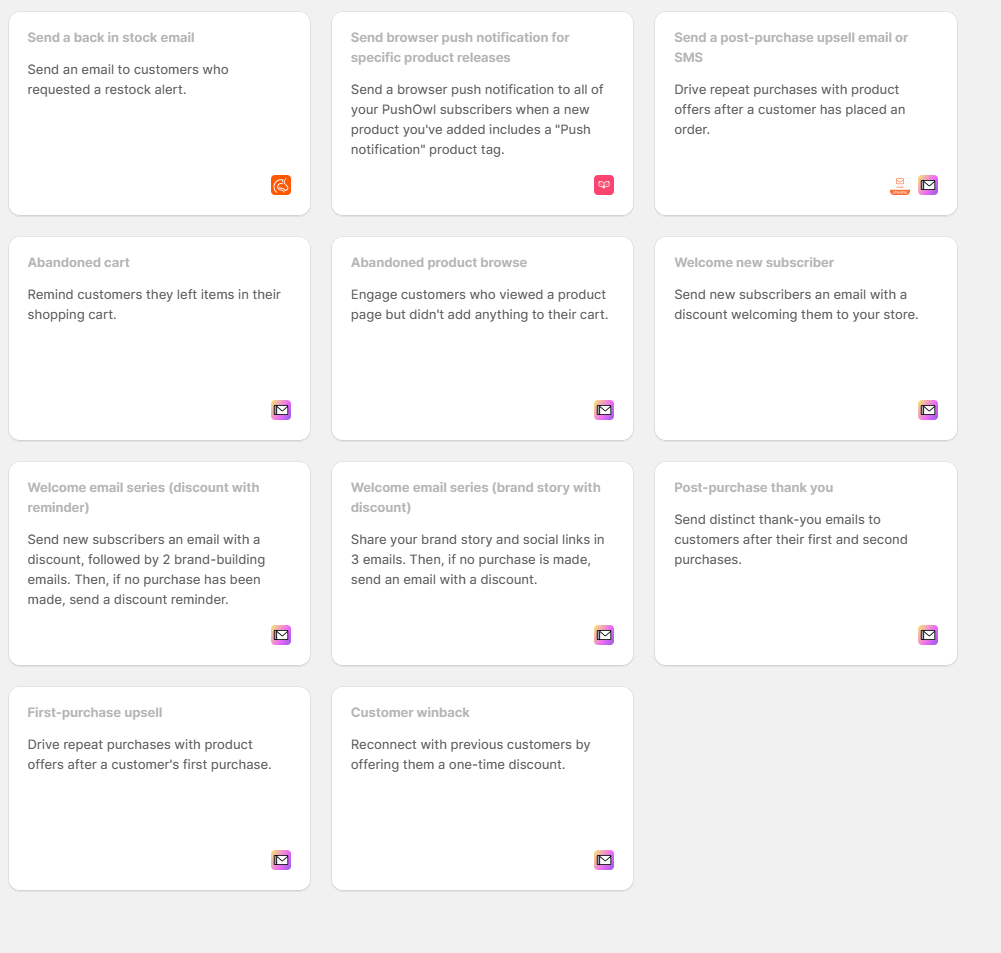 Send a back in stock email
Send an email to customers who
requested a restock alert.
Send browser push notification for
specific product releases
Send a browser push notification to all of
your PushOwl subscribers when a new
product you've added includes a "Push
notification" product tag.
Send a post-purchase upsell email or
SMS
Drive repeat purchases with product
offers after a customer has placed an
order.
Abandoned cart
Remind customers they left items in their
shopping cart.
Abandoned product browse
Engage customers who viewed a product
page but didn't add anything to their cart.
Welcome new subscriber
Send new subscribers an email with a
discount welcoming them to your store.
Welcome email series (discount with
reminder)
Send new subscribers an email with a
discount, followed by 2 brand-building
emails. Then, if no purchase has been
made, send a discount reminder.
Welcome email series (brand story with
discount)
Share your brand story and social links in
3 emails. Then, if no purchase is made,
send an email with a discount.
Post-purchase thank you
Send distinct thank-you emails to
customers after their first and second
purchases.
First-purchase upsell
Drive repeat purchases with product
offers after a customer's first purchase.
Customer winback
Reconnect with previous customers by
offering them a one-time discount.